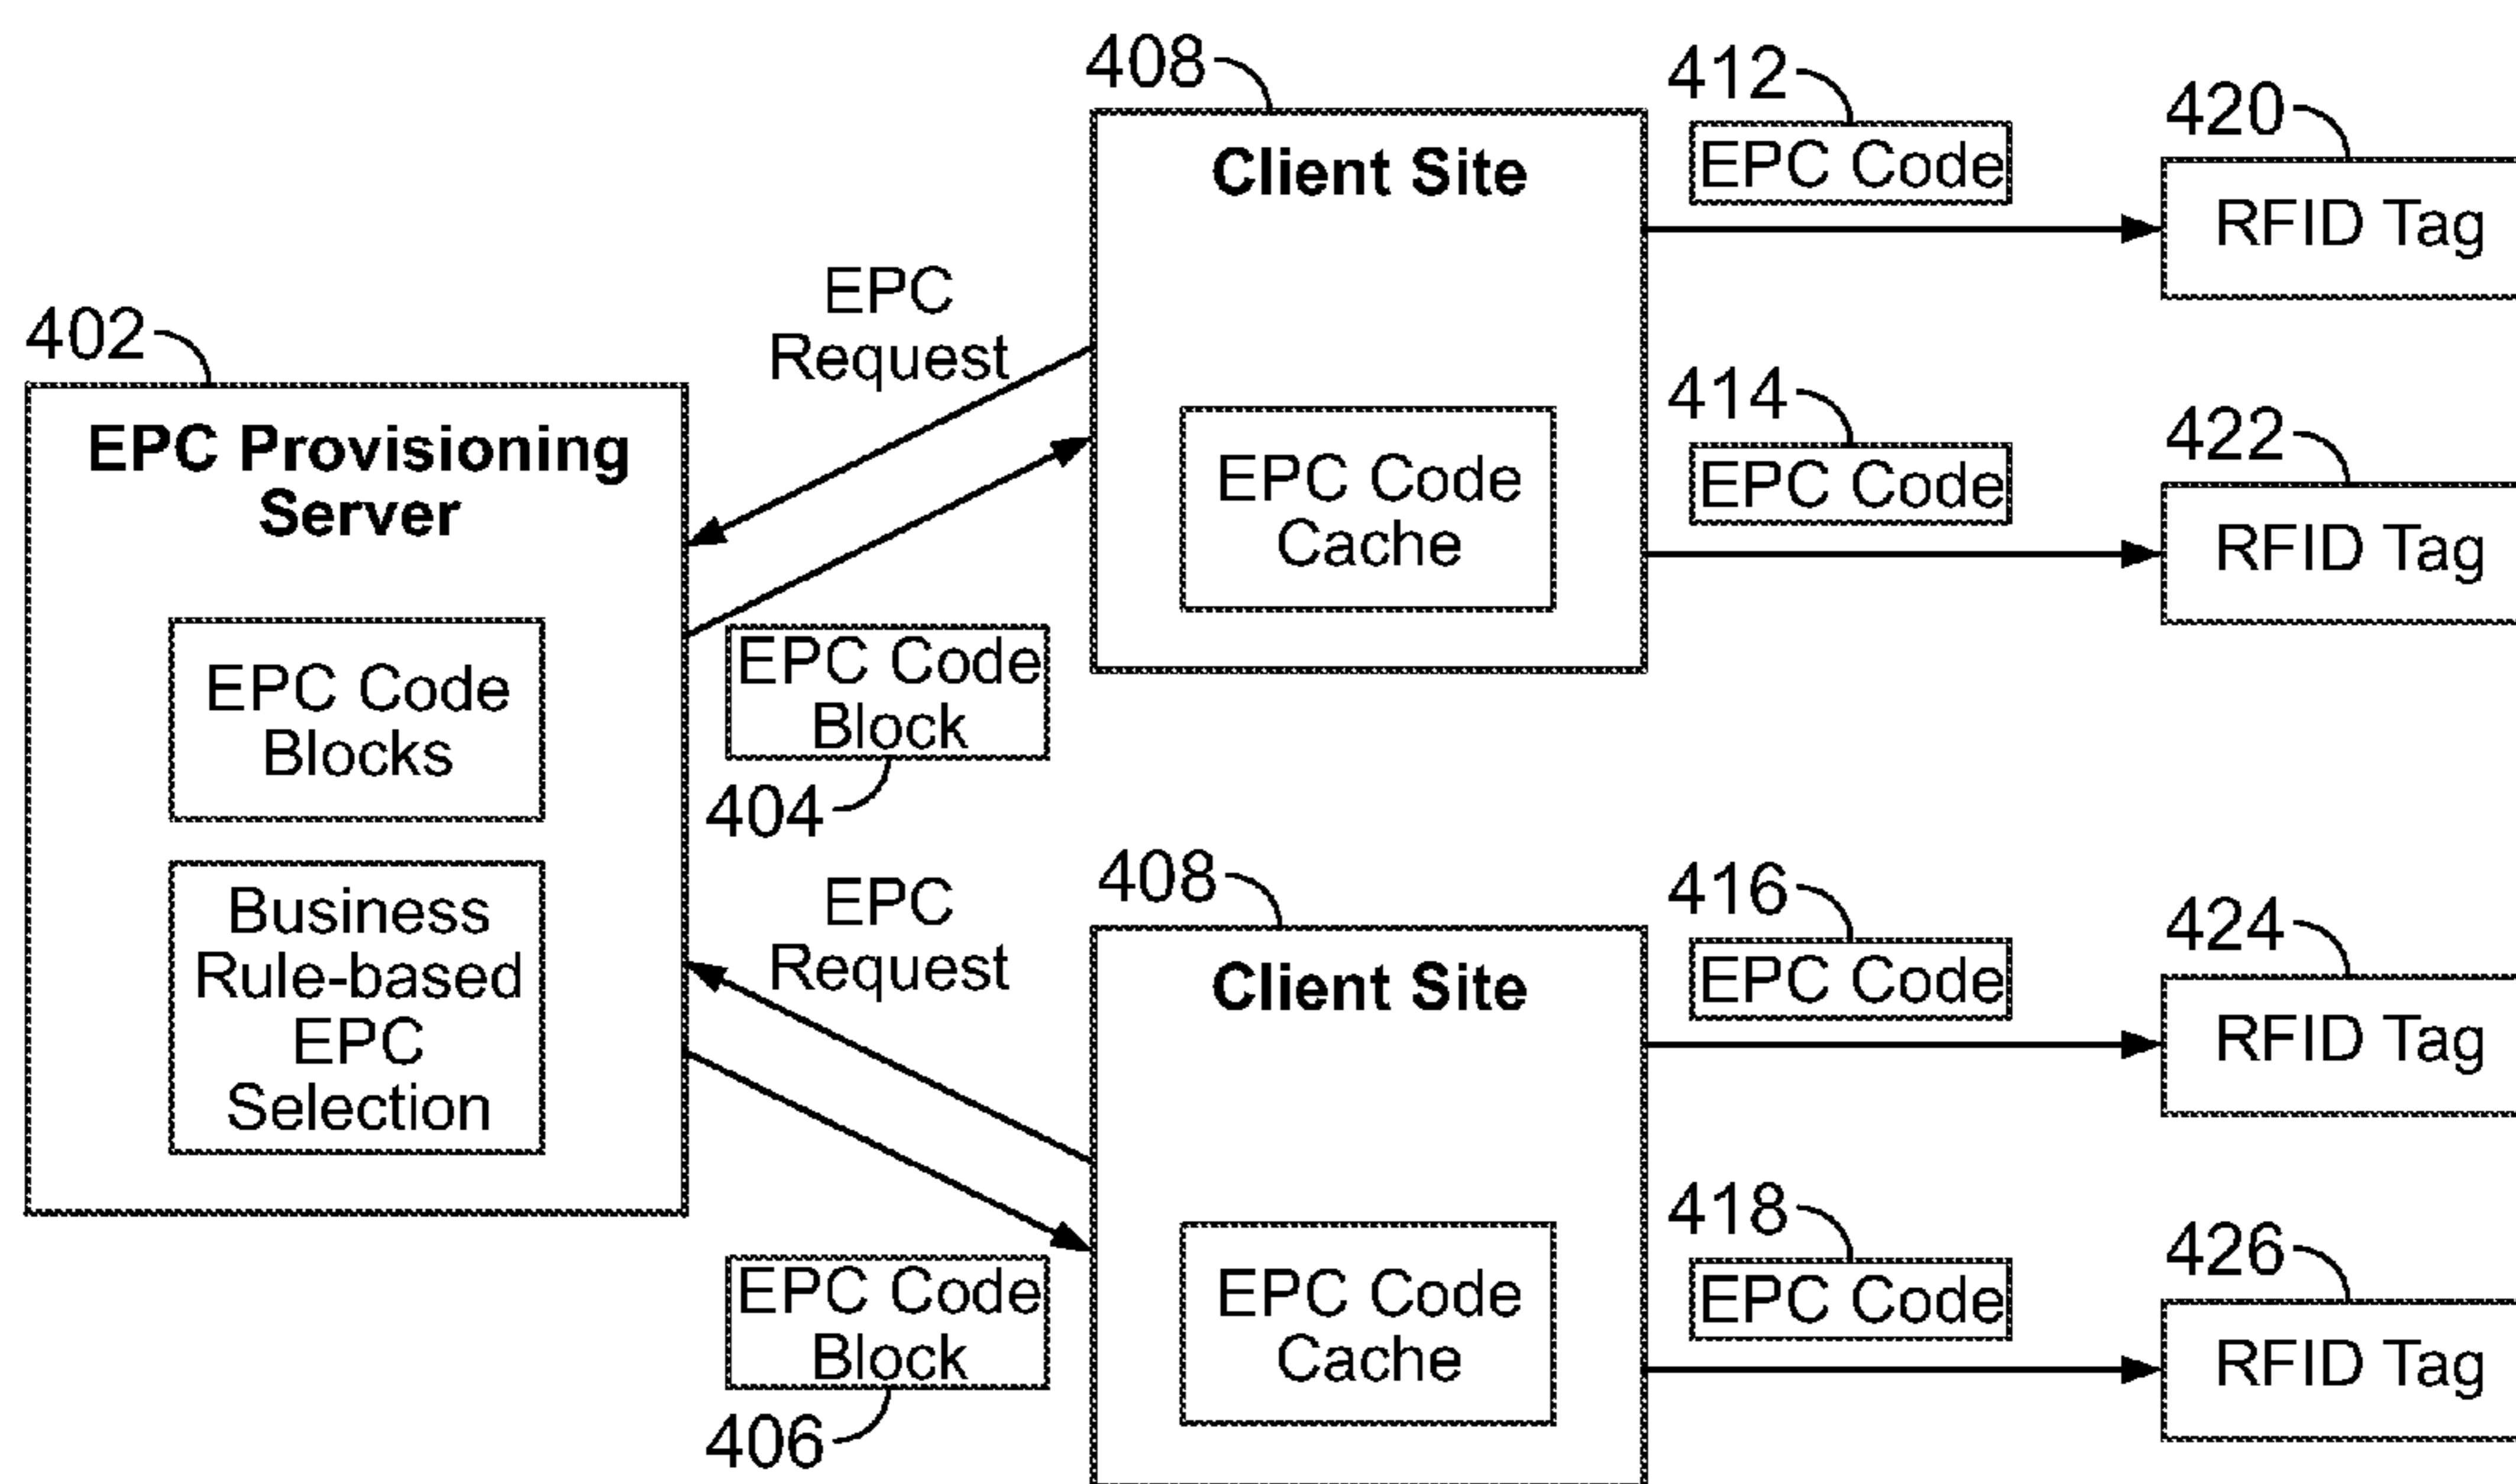 402
EPC Provisioning
Server
EPC Code
Blocks
Business
Rule-based
EPC
Selection
EPC
Request
EPC Code
Block
404
EPC
Request
EPC Code
Block
406
408
Client Site
EPC Code
Cache
408
Client Site
EPC Code
Cache
412
EPC Code
414
EPC Code
416
EPC Code
418
EPC Code
420
RFID Tag
422
RFID Tag
424
RFID Tag
426
RFID Tag